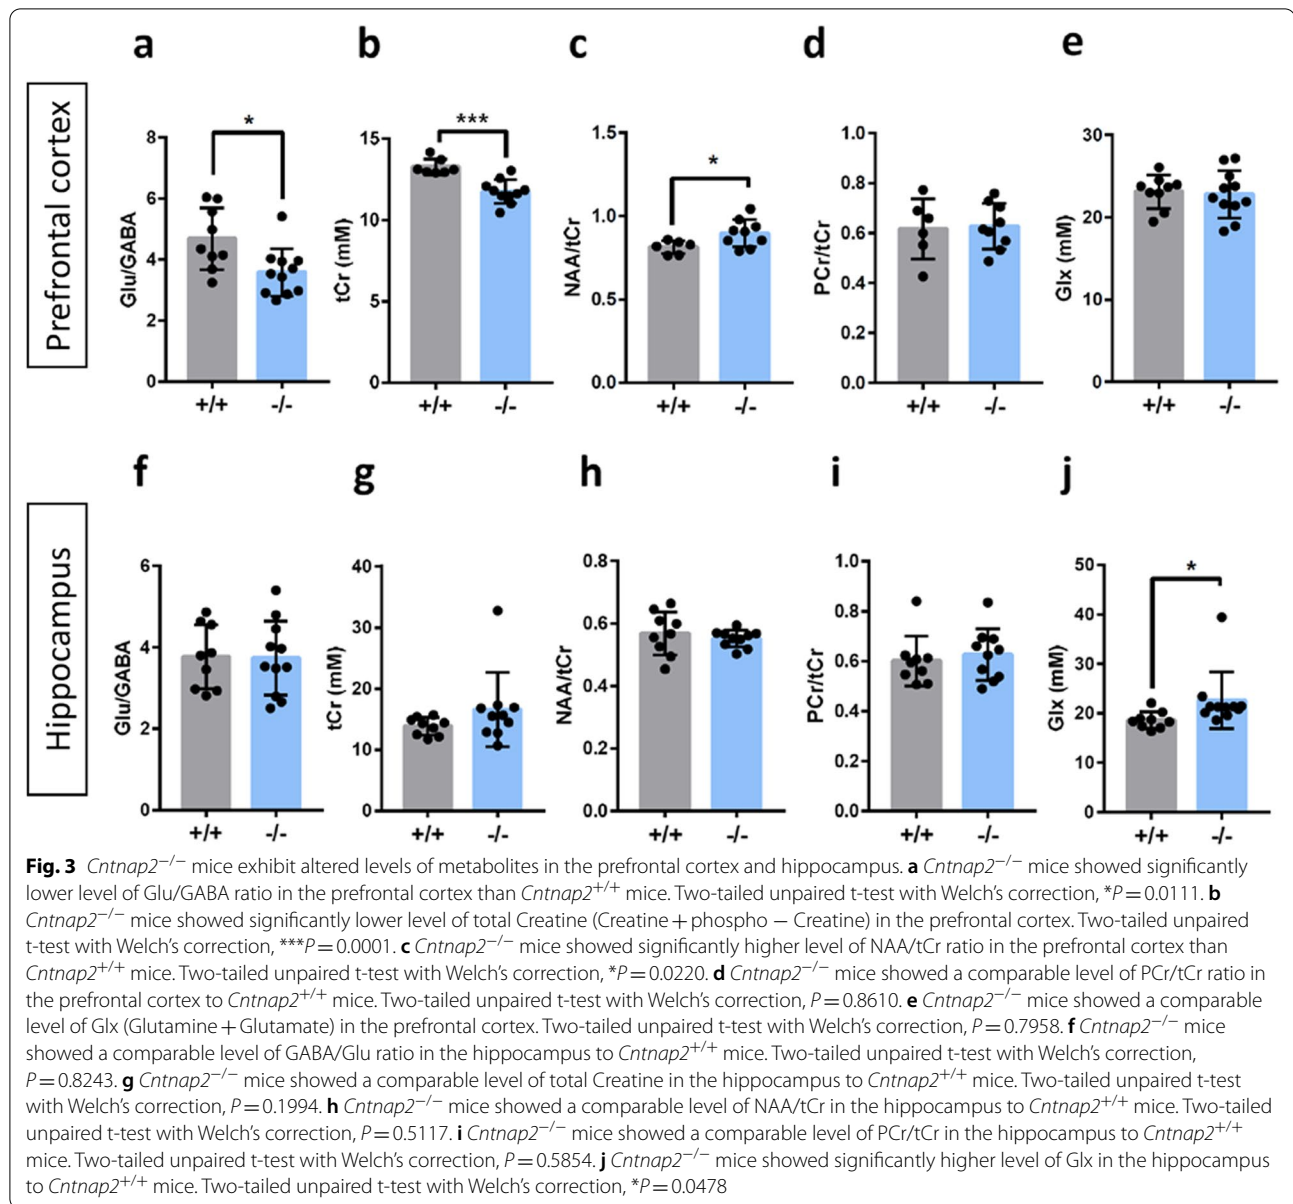 a b c d e
Prefrontal cortex
* *** * 
8 6 4 2 0
Glu/GABA
+/+ -/-
15 10 5 0
tCr (mM)
+/+ -/-
1.5 1.0 0.5 0.0
NAA/tCr
+/+ -/-
1.0 0.8 0.6 0.4 0.2 0.0
PCr/tCr
+/+ -/-
30 20 10 0
Glx (mM)
+/+ -/-
f g h i j
Hippocampus
6 4 2 0
Glu/GABA
+/+ -/-
40 30 20 10 0
tCr (mM)
+/+ -/-
0.8 0.6 0.4 0.2 0.0
NAA/tCr
+/+ -/-
1.0 0.8 0.6 0.4 0.2 0.0
PCr/tCr
+/+ -/-
*
50 40 30 20 10 0
Glx (mM)
+/+ -/-
Fig. 3 Cntnap2−/− mice exhibit altered levels of metabolites in the prefrontal cortex and hippocampus. a Cntnap2−/− mice showed significantly
lower level of Glu/GABA ratio in the prefrontal cortex than Cntnap2+/+ mice. Two-tailed unpaired t-test with Welch's correction, *P = 0.0111. b
Cntnap2−/− mice showed significantly lower level of total Creatine (Creatine + phospho − Creatine) in the prefrontal cortex. Two-tailed unpaired
t-test with Welch's correction, ***P = 0.0001. c Cntnap2−/− mice showed significantly higher level of NAA/tCr ratio in the prefrontal cortex than
Cntnap2+/+ mice. Two-tailed unpaired t-test with Welch's correction, *P = 0.0220. d Cntnap2−/− mice showed a comparable level of PCr/tCr ratio in
the prefrontal cortex to Cntnap2+/+ mice. Two-tailed unpaired t-test with Welch's correction, P = 0.8610. e Cntnap2−/− mice showed a comparable
level of Glx (Glutamine + Glutamate) in the prefrontal cortex. Two-tailed unpaired t-test with Welch's correction, P = 0.7958. f Cntnap2−/− mice
showed a comparable level of GABA/Glu ratio in the hippocampus to Cntnap2+/+ mice. Two-tailed unpaired t-test with Welch's correction,
P = 0.8243. g Cntnap2−/− mice showed a comparable level of total Creatine in the hippocampus to Cntnap2+/+ mice. Two-tailed unpaired t-test
with Welch's correction, P = 0.1994. h Cntnap2−/− mice showed a comparable level of NAA/tCr in the hippocampus to Cntnap2+/+ mice. Two-tailed
unpaired t-test with Welch's correction, P = 0.5117. i Cntnap2−/− mice showed a comparable level of PCr/tCr in the hippocampus to Cntnap2+/+
mice. Two-tailed unpaired t-test with Welch's correction, P = 0.5854. j Cntnap2−/− mice showed significantly higher level of Glx in the hippocampus
to Cntnap2+/+ mice. Two-tailed unpaired t-test with Welch's correction, *P = 0.0478